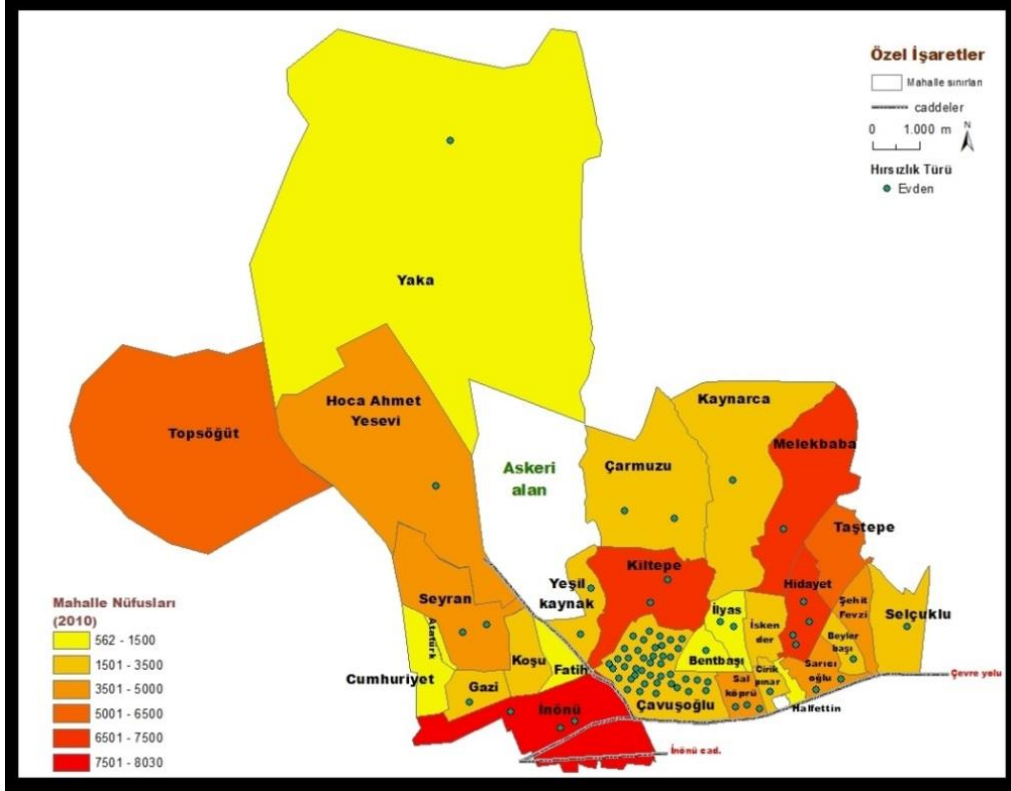 Özel İşaretler
Mahalle sınırları
caddeler
0 1.000 m N
Hırsızlık Türü
Evden
Yaka
Hoca Ahmet
Yesevi
Topsöğüt
Kaynarca
Melekbaba
Askeri
alan
Çarmuzu
Taştepe
Kiltepe
Yeşil
kaynak
Hidayet
Seyran
İlyas
Şehit
Fevzi
Selçuklu
Atatürk
İsken
der
Beyler
başı
Koşu
Fatih
Bentbaşı
Cumhuriyet
Gazi
Sal
köprü
Cirik
pınar
Sarıcı
oğlu
Çevre yolu
İnönü
Çavuşoğlu
Halfettin
İnönü cad.
Mahalle Nüfusları
(2010)
562 - 1500
1501 - 3500
3501 - 5000
5001 - 6500
6501 - 7500
7501 - 8030